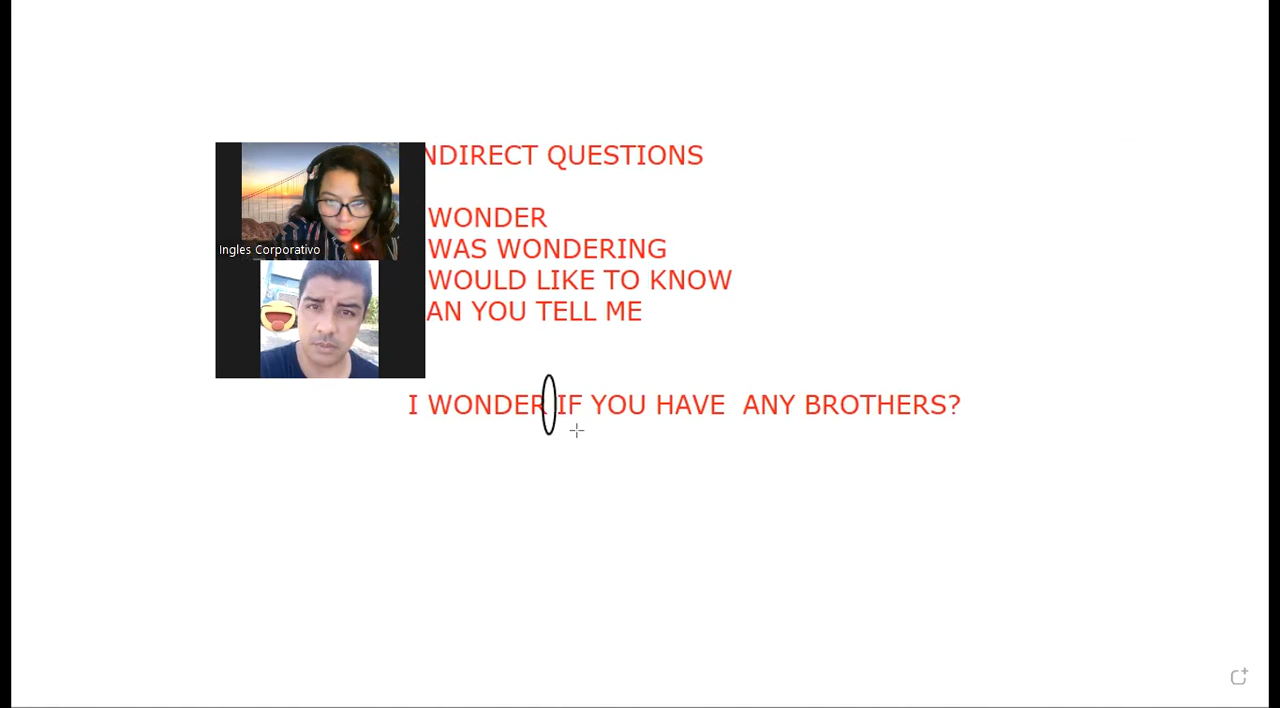 NDIRECT QUESTIONS
WONDER
WAS WONDERING
WOULD LIKE TO KNOW
AN YOU TELL ME
Ingles Corporativo
I WONDER IF YOU HAVE ANY BROTHERS?